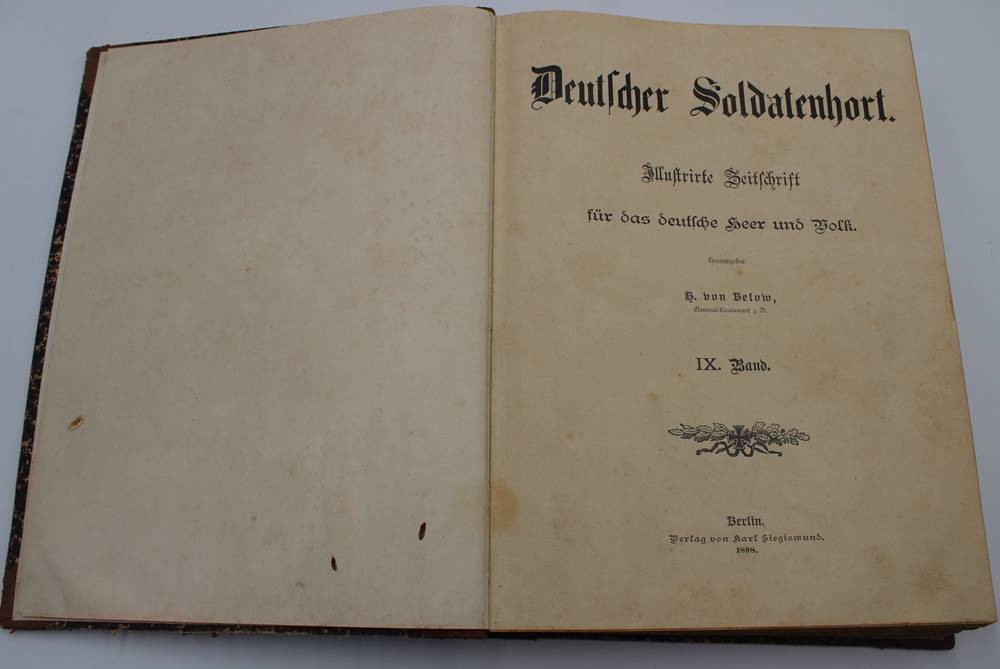 Deutſcher Soldatenhort.
Illuſtrirte Zeitſchrift
für das deutſche Heer und Volk.
Herausgeber
H. von Below,
General-Lieutenant z. D.
IX. Band.
Berlin.
Verlag von Karl Siegismund.
1898.